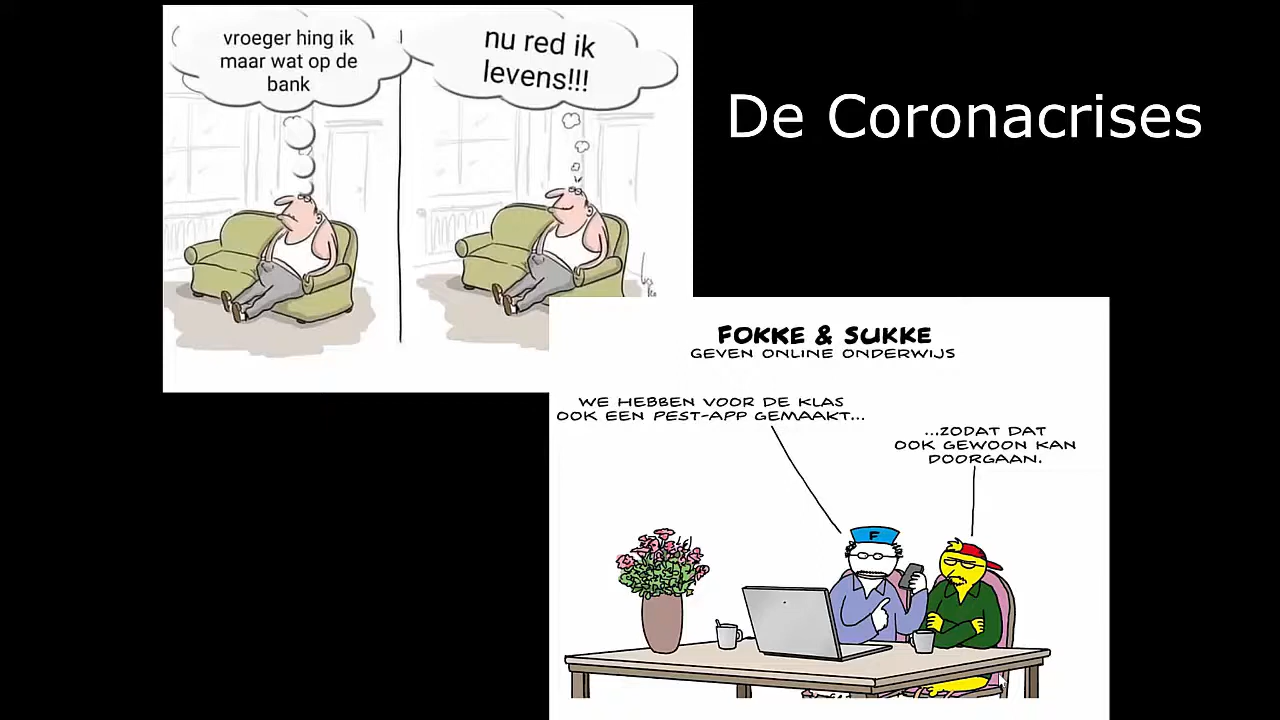 vroeger hing ik
maar wat op de
bank
nu red ik
levens!!!
De Coronacrises
FOKKE & SUKKE
GEVEN ONLINE ONDERWIJS
WE HEBBEN VOOR DE KLAS
OOK EEN PEST-APP GEMAAKT...
...ZODAT DAT
OOK GEWOON KAN
DOORGAAN.
F